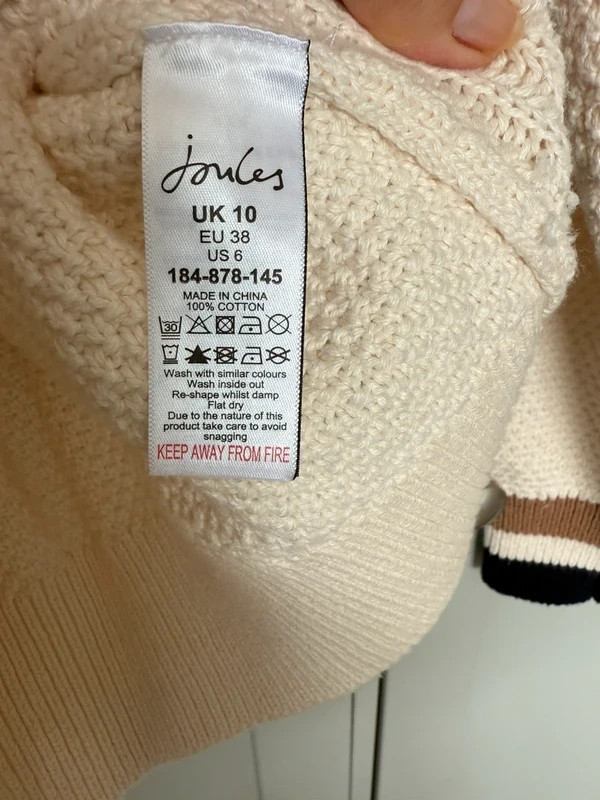 joules
UK 10
EU 38
US 6
184-878-145
MADE IN CHINA
100% COTTON
30
Wash with similar colours
Wash inside out
Re-shape whilst damp
Flat dry
Due to the nature of this
product take care to avoid
snagging
KEEP AWAY FROM FIRE